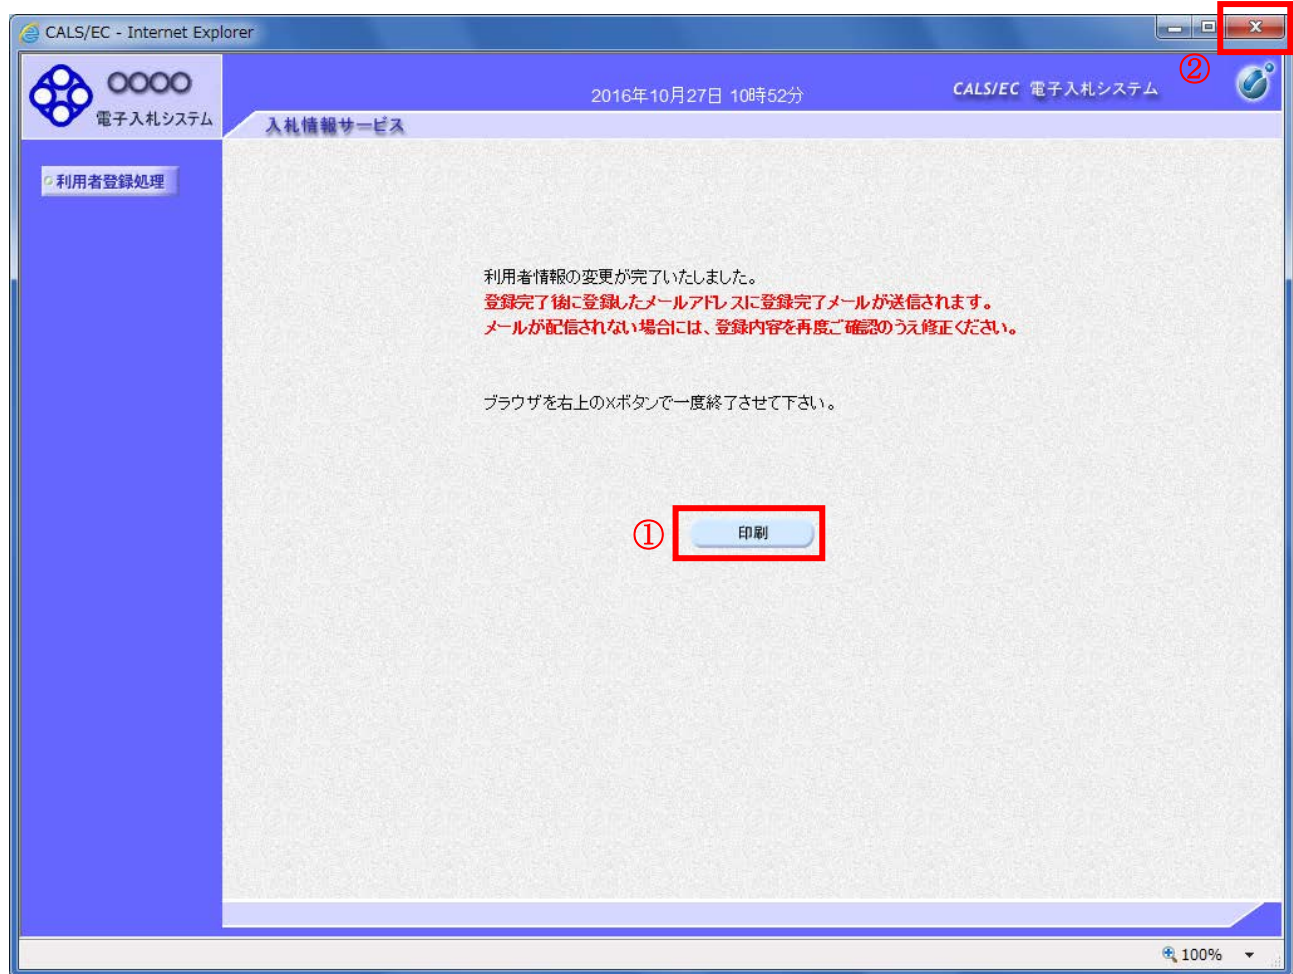 CALS/EC - Internet Explorer
②
〇〇〇〇
電子入札システム
2016年10月27日 10時52分
CALS/EC 電子入札システム
入札情報サービス
利用者登録処理
利用者情報の変更が完了いたしました。
登録完了後に登録したメールアドレスに登録完了メールが送信されます。
メールが配信されない場合には、登録内容を再度ご確認のうえ修正ください。
ブラウザを右上の×ボタンで一度終了させて下さい。
①
印刷
100%